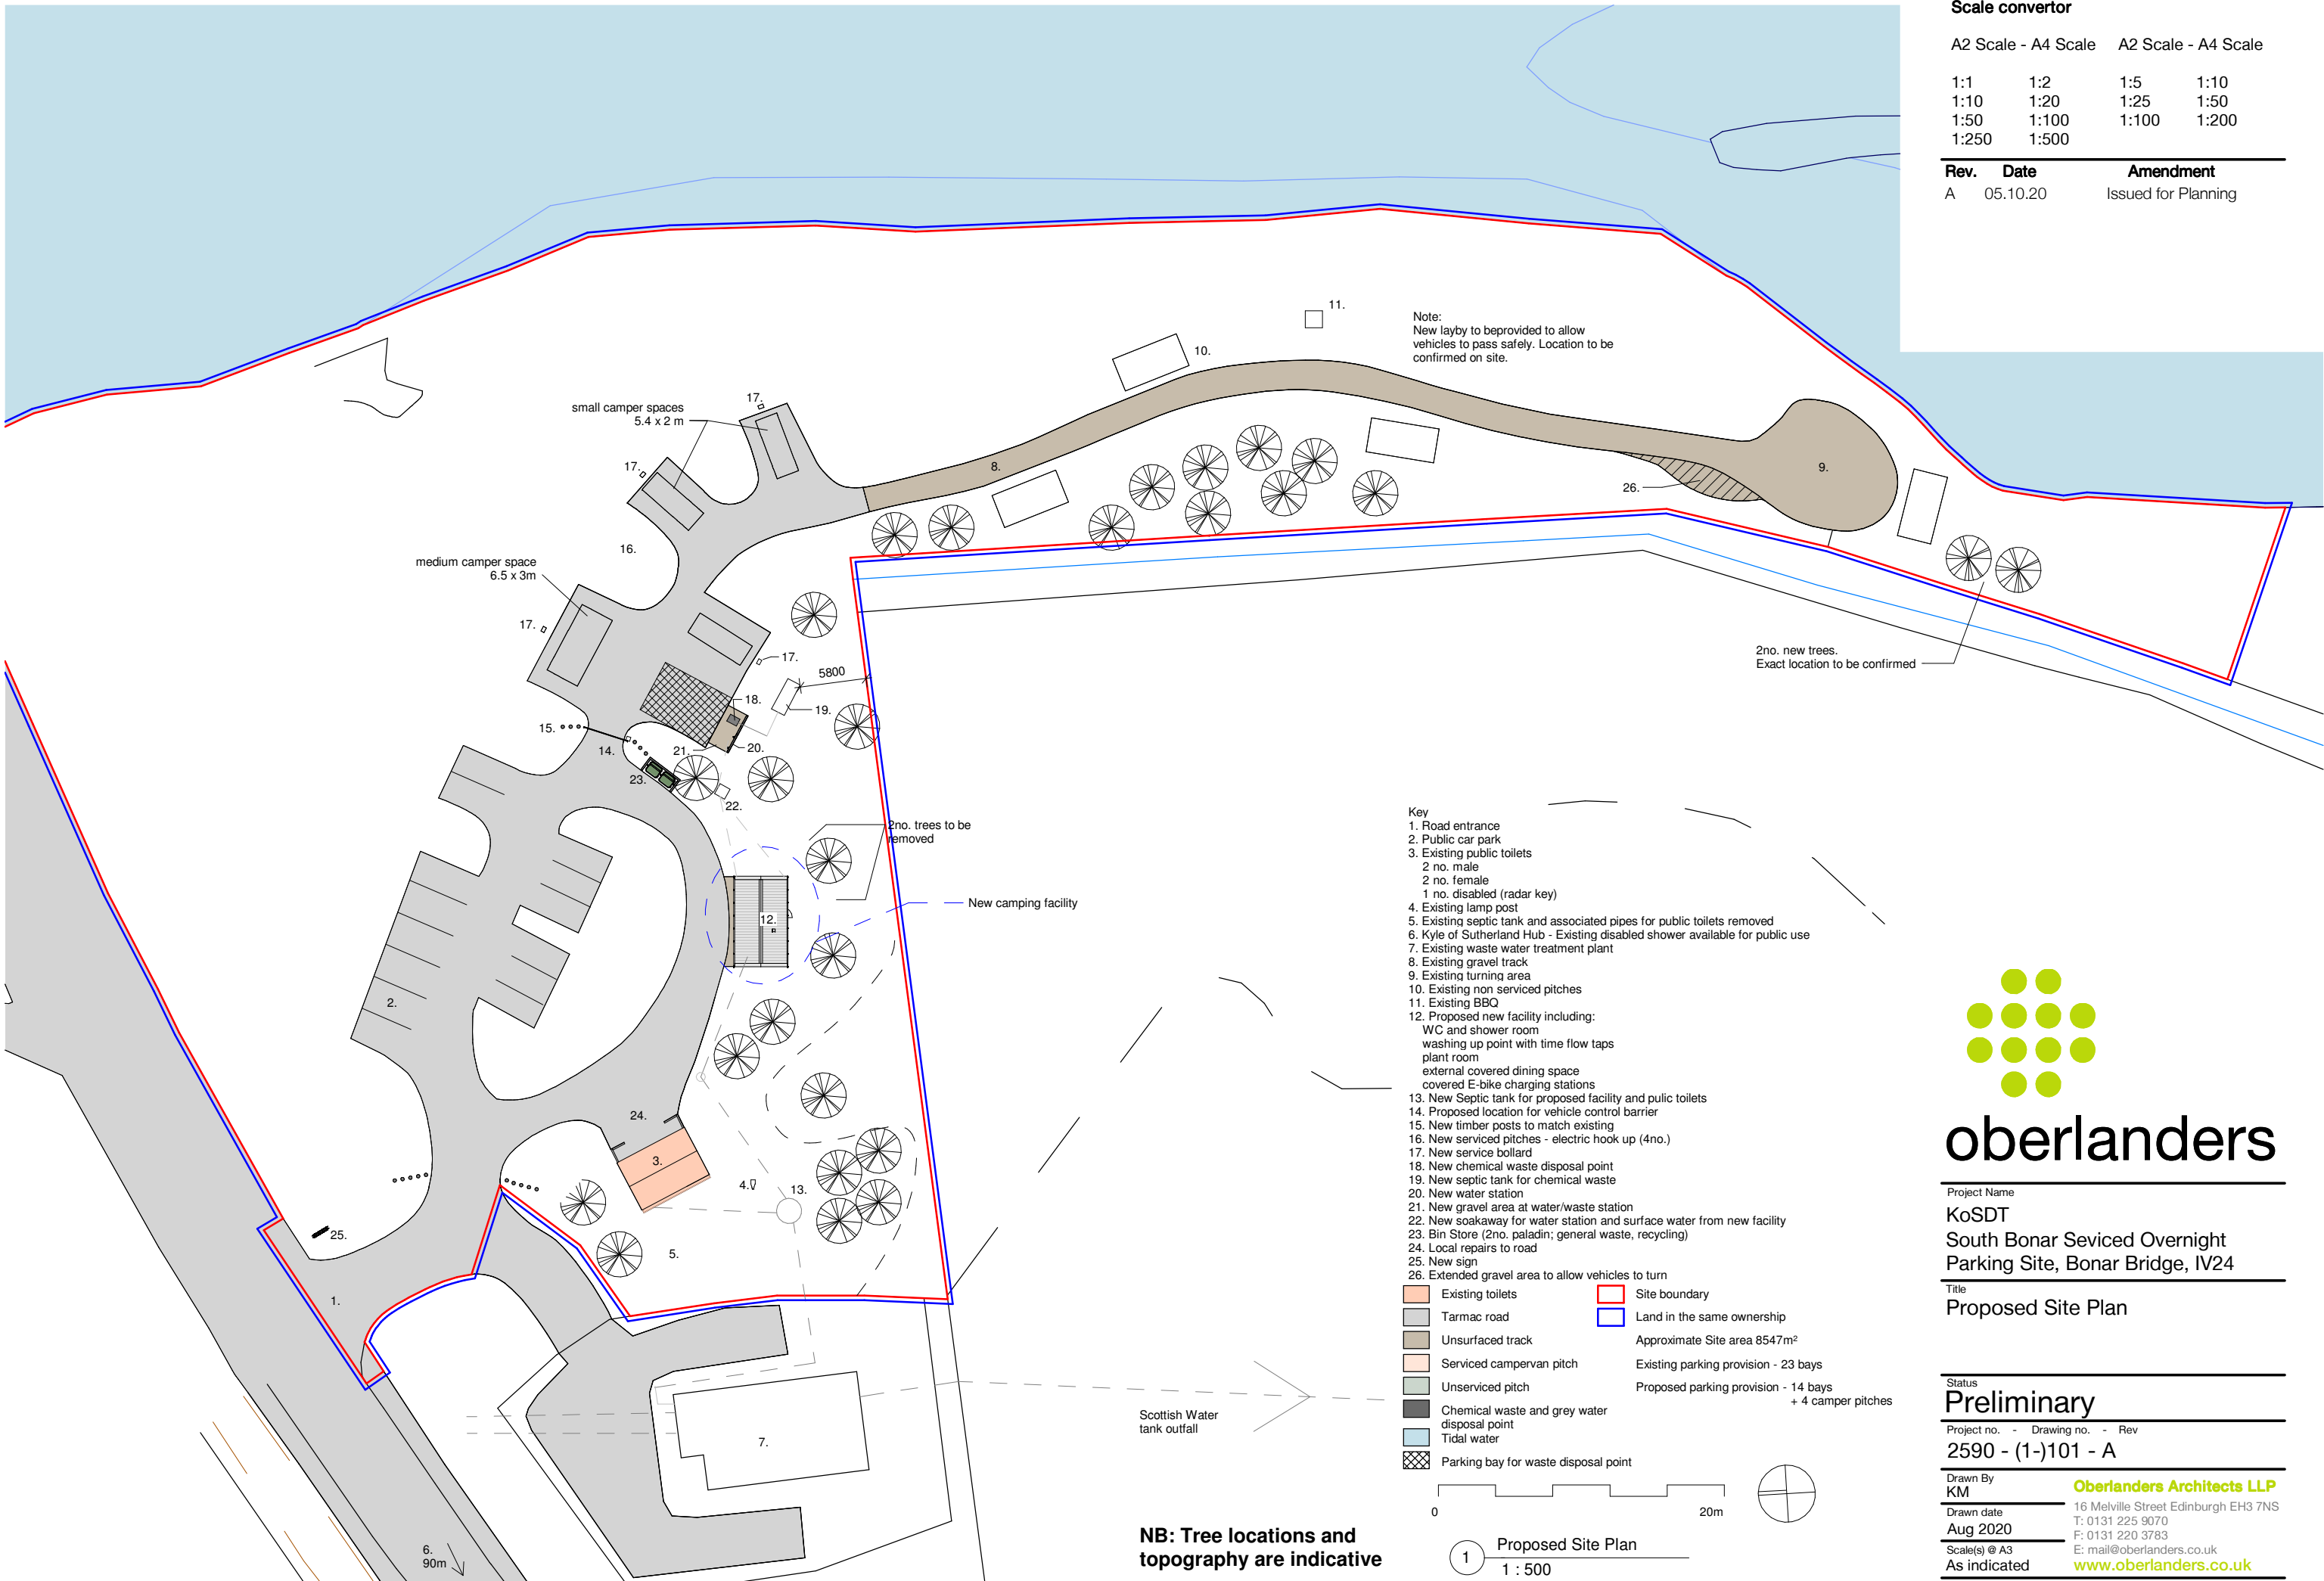 Scale convertor
A2 Scale - A4 Scale A2 Scale - A4 Scale
1:1 1:2 1:5 1:10
1:10 1:20 1:25 1:50
1:50 1:100 1:100 1:200
1:250 1:500
Rev. Date Amendment
A 05.10.20 Issued for Planning
11.
Note:
New layby to beprovided to allow
vehicles to pass safely. Location to be
confirmed on site.
10.
17.
small camper spaces
5.4 x 2 m
17.
8.
9.
26.
16.
medium camper space
6.5 x 3m
17.
17.
5800
2no. new trees.
Exact location to be confirmed
18.
19.
15.
14.
21.
20.
23.
22.
2no. trees to be
removed
New camping facility
12.
2.
24.
3.
4.
13.
25.
5.
1.
7.
Scottish Water
tank outfall
6.
90m
NB: Tree locations and
topography are indicative
Key
1. Road entrance
2. Public car park
3. Existing public toilets
2 no. male
2 no. female
1 no. disabled (radar key)
4. Existing lamp post
5. Existing septic tank and associated pipes for public toilets removed
6. Kyle of Sutherland Hub - Existing disabled shower available for public use
7. Existing waste water treatment plant
8. Existing gravel track
9. Existing turning area
10. Existing non serviced pitches
11. Existing BBQ
12. Proposed new facility including:
WC and shower room
washing up point with time flow taps
plant room
external covered dining space
covered E-bike charging stations
13. New Septic tank for proposed facility and pulic toilets
14. Proposed location for vehicle control barrier
15. New timber posts to match existing
16. New serviced pitches - electric hook up (4no.)
17. New service bollard
18. New chemical waste disposal point
19. New septic tank for chemical waste
20. New water station
21. New gravel area at water/waste station
22. New soakaway for water station and surface water from new facility
23. Bin Store (2no. paladin; general waste, recycling)
24. Local repairs to road
25. New sign
26. Extended gravel area to allow vehicles to turn
Existing toilets
Tarmac road
Unsurfaced track
Serviced campervan pitch
Unserviced pitch
Chemical waste and grey water
disposal point
Tidal water
Parking bay for waste disposal point
Site boundary
Land in the same ownership
Approximate Site area 8547m²
Existing parking provision - 23 bays
Proposed parking provision - 14 bays
+ 4 camper pitches
0 20m
1 Proposed Site Plan
1 : 500
oberlanders
Project Name
KoSDT
South Bonar Seviced Overnight
Parking Site, Bonar Bridge, IV24
Title
Proposed Site Plan
Status
Preliminary
Project no. - Drawing no. - Rev
2590 - (1-)101 - A
Drawn By
KM
Drawn date
Aug 2020
Scale(s) @ A3
As indicated
Oberlanders Architects LLP
16 Melville Street Edinburgh EH3 7NS
T: 0131 225 9070
F: 0131 220 3783
E: mail@oberlanders.co.uk
www.oberlanders.co.uk